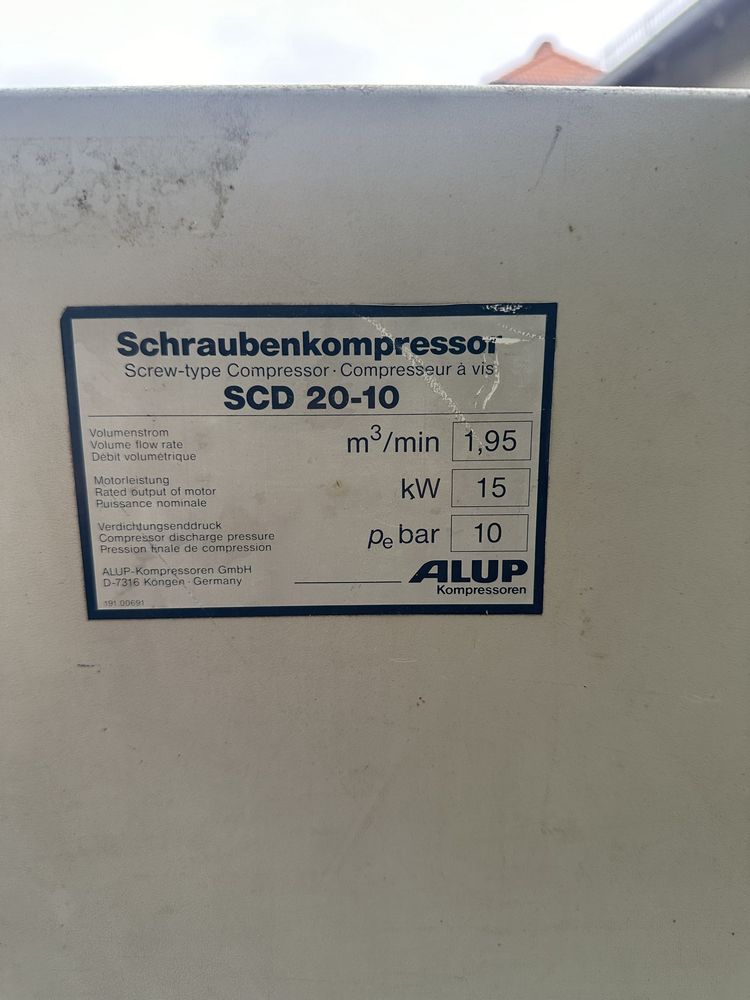 Schraubenkompressor
Screw-type Compressor · Compresseur à vis
SCD 20-10
Volumenstrom
Volume flow rate
Débit volumétrique
m³/min 1,95
Motorleistung
Rated output of motor
Puissance nominale
kW 15
Verdichtungsenddruck
Compressor discharge pressure
Pression finale de compression
pe bar 10
ALUP-Kompressoren GmbH
D-7316 Köngen · Germany
ALUP
Kompressoren
191 00691